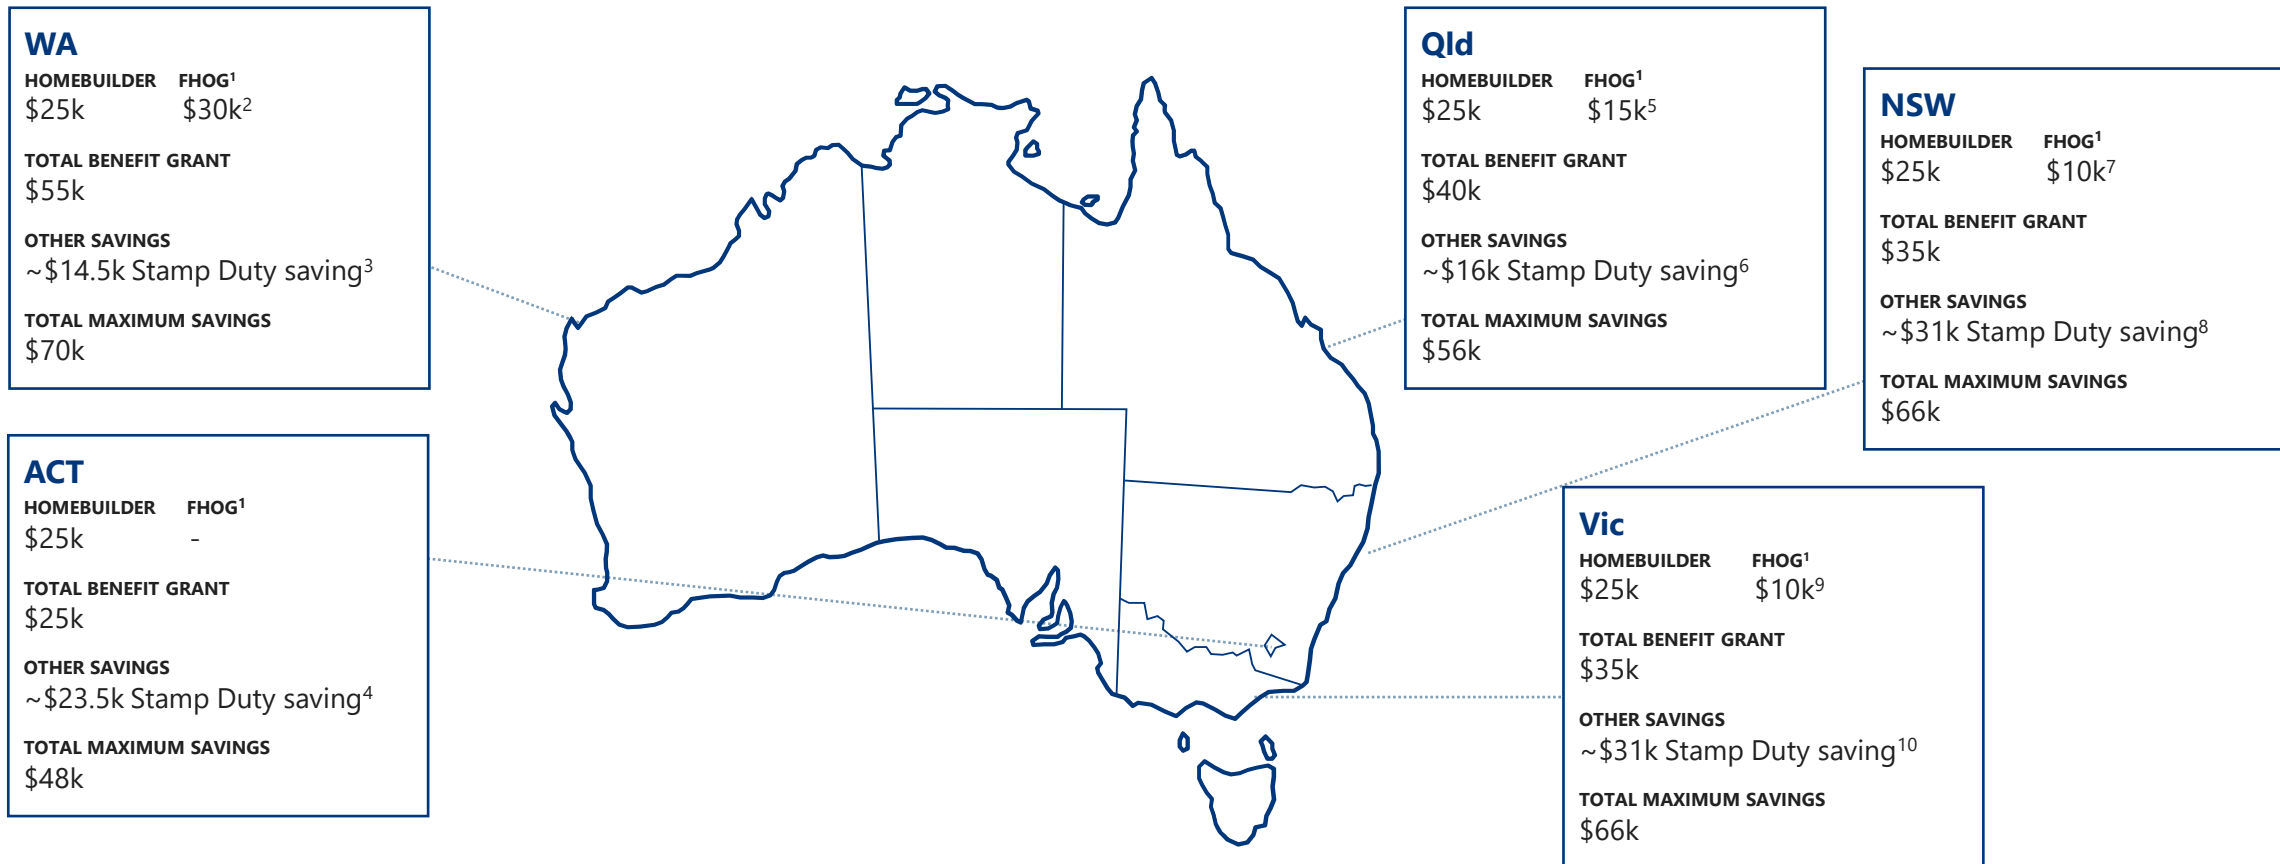 WA
HOMEBUILDER FHOG¹
$25k $30k²
TOTAL BENEFIT GRANT
$55k
OTHER SAVINGS
~$14.5k Stamp Duty saving³
TOTAL MAXIMUM SAVINGS
$70k
ACT
HOMEBUILDER FHOG¹
$25k -
TOTAL BENEFIT GRANT
$25k
OTHER SAVINGS
~$23.5k Stamp Duty saving⁴
TOTAL MAXIMUM SAVINGS
$48k
Qld
HOMEBUILDER FHOG¹
$25k $15k⁵
TOTAL BENEFIT GRANT
$40k
OTHER SAVINGS
~$16k Stamp Duty saving⁶
TOTAL MAXIMUM SAVINGS
$56k
NSW
HOMEBUILDER FHOG¹
$25k $10k⁷
TOTAL BENEFIT GRANT
$35k
OTHER SAVINGS
~$31k Stamp Duty saving⁸
TOTAL MAXIMUM SAVINGS
$66k
Vic
HOMEBUILDER FHOG¹
$25k $10k⁹
TOTAL BENEFIT GRANT
$35k
OTHER SAVINGS
~$31k Stamp Duty saving¹⁰
TOTAL MAXIMUM SAVINGS
$66k